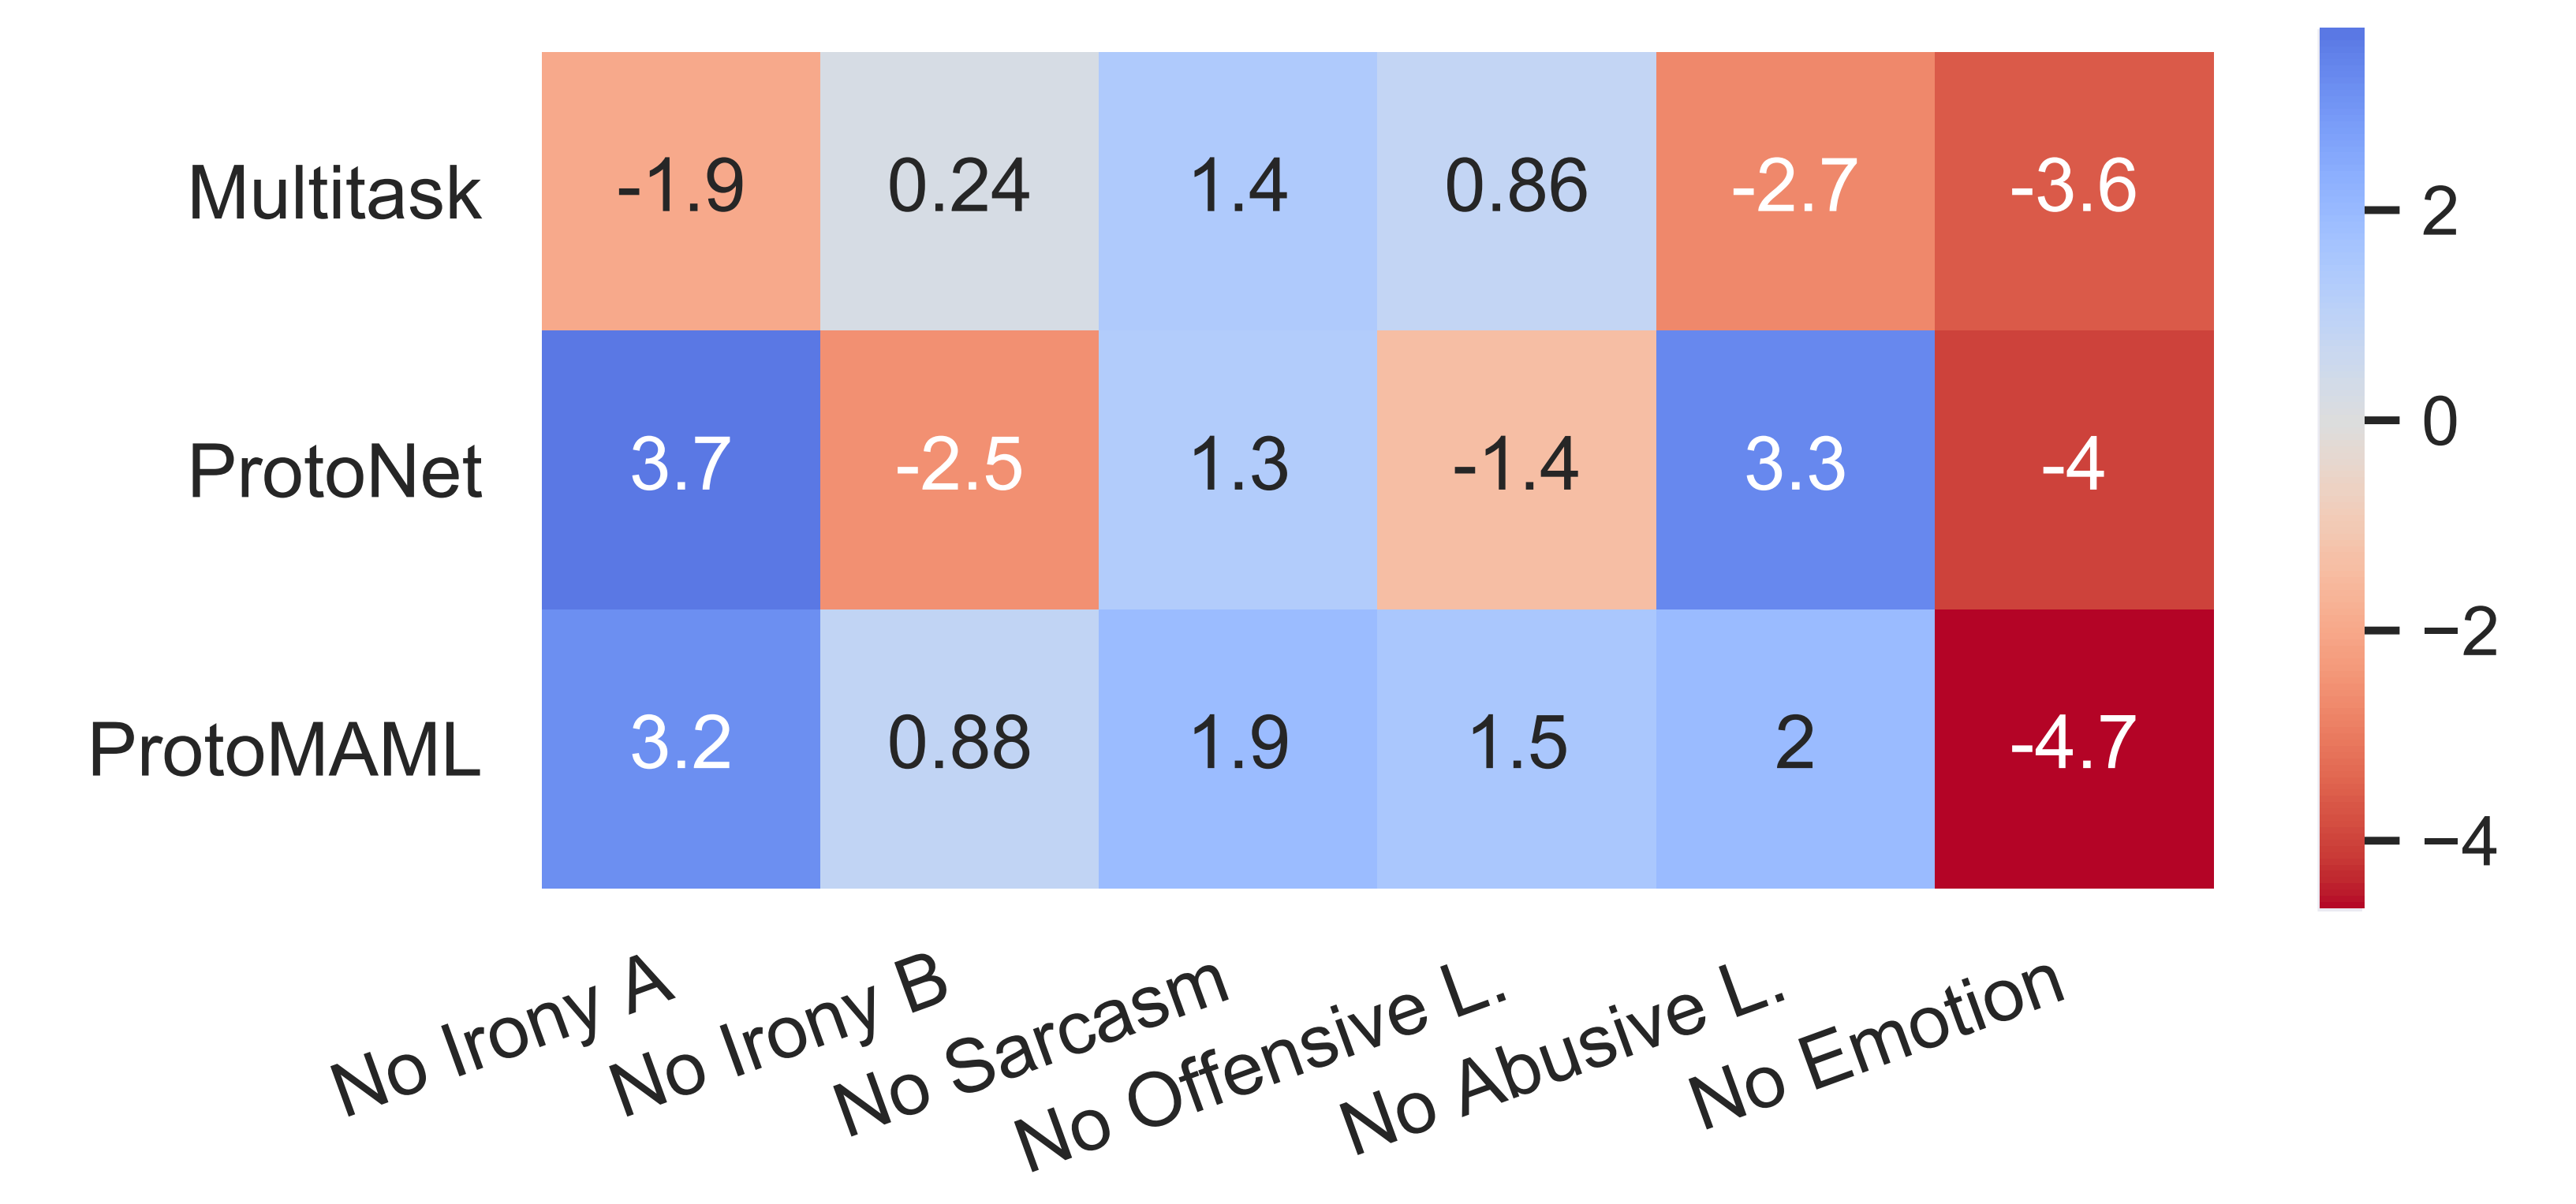 Multitask -1.9 0.24 1.4 0.86 -2.7 -3.6
ProtoNet 3.7 -2.5 1.3 -1.4 3.3 -4
ProtoMAML 3.2 0.88 1.9 1.5 2 -4.7
No Irony A
No Irony B
No Sarcasm
No Offensive L.
No Abusive L.
No Emotion
2
0
−2
−4